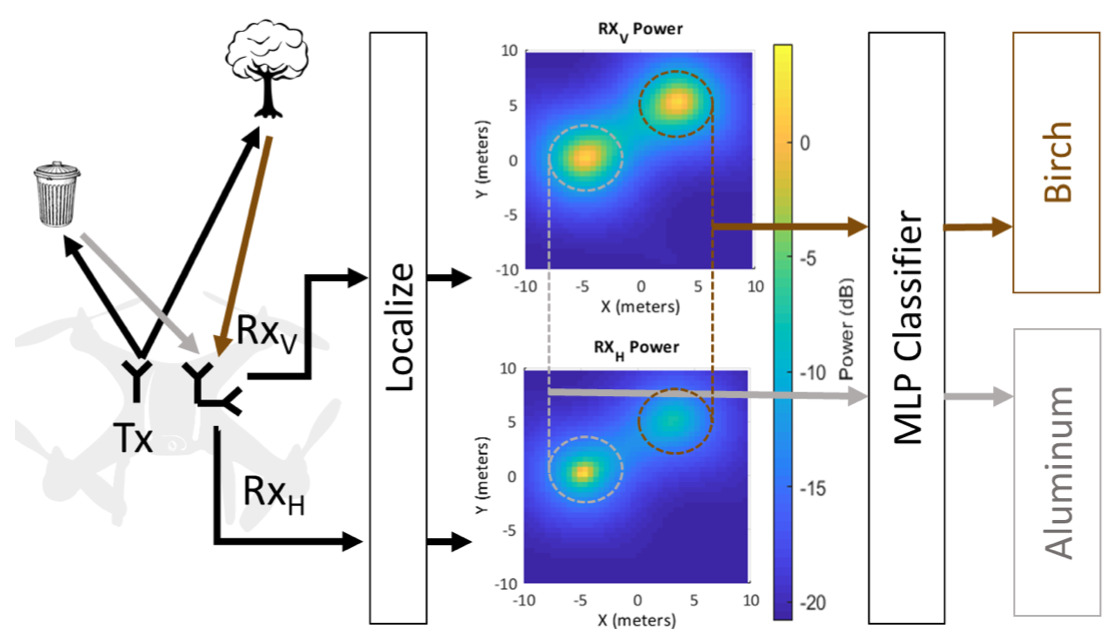 Tx
Rx_V
Rx_H
Localize
RX_V Power
10
5
0
-5
-10
Y (meters)
-10
-5
0
5
10
X (meters)
RX_H Power
10
5
0
-5
-10
Y (meters)
-10
-5
0
5
10
X (meters)
0
-5
-10
-15
-20
Power (dB)
MLP Classifier
Birch
Aluminum